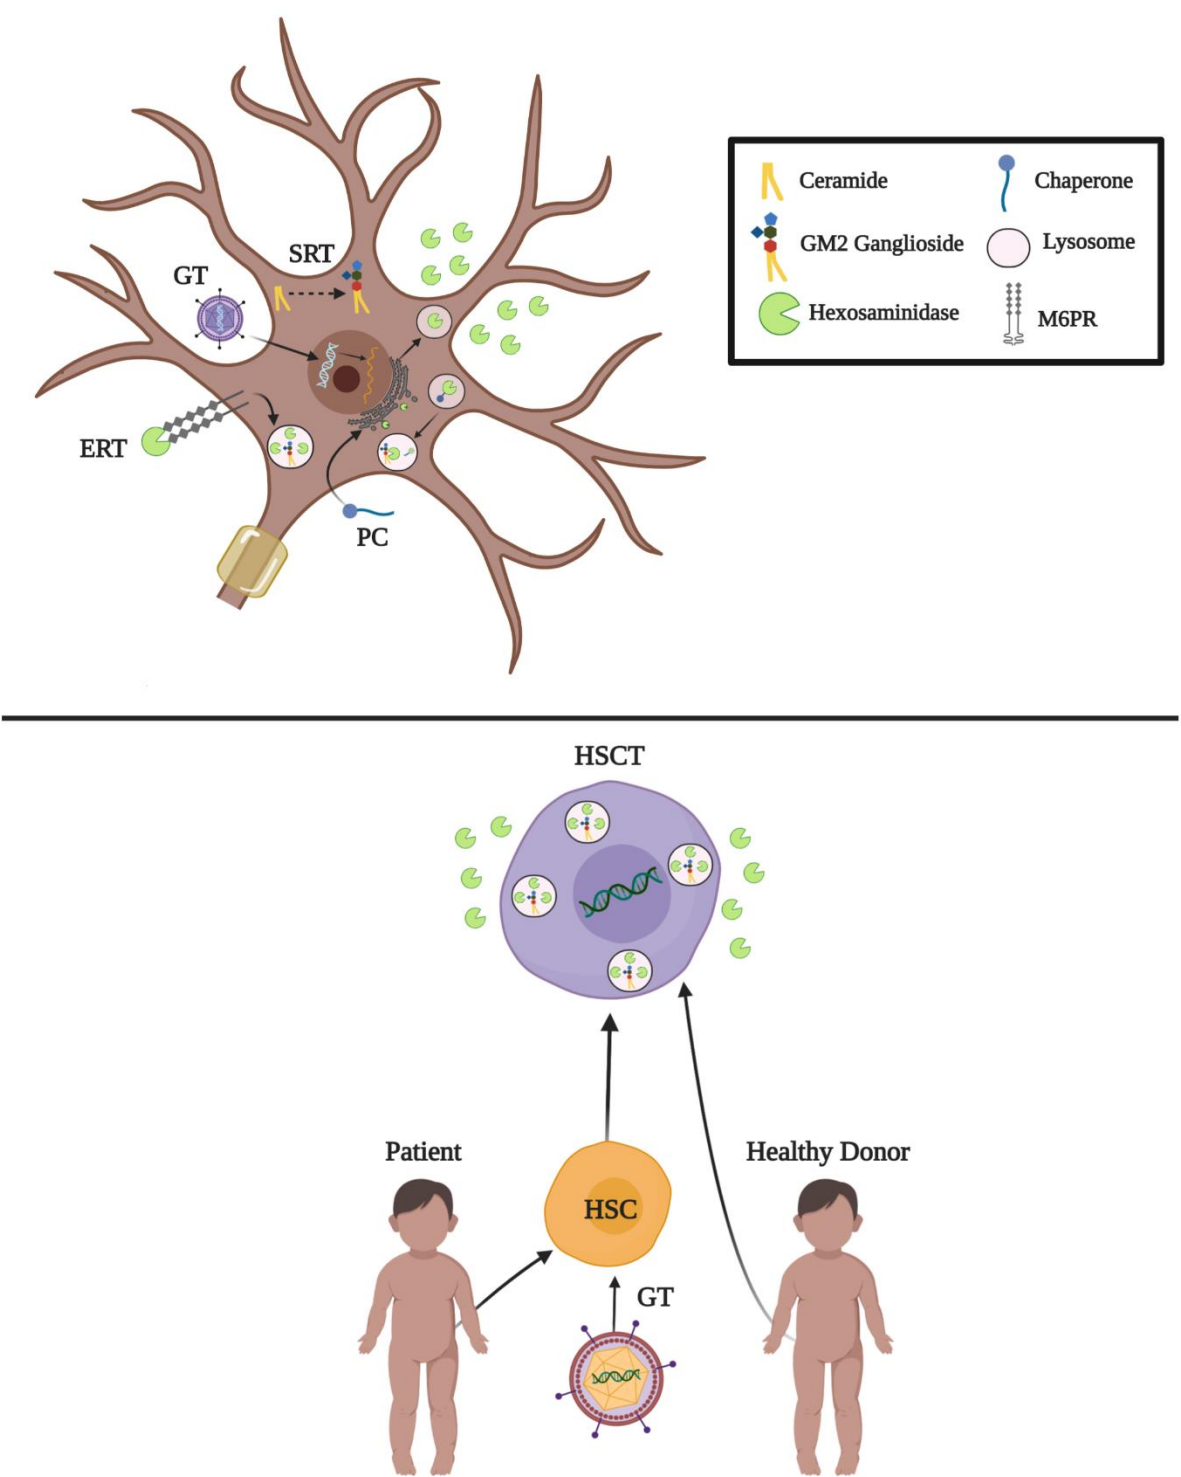 SRT
GT
ERT
PC
Ceramide
Chaperone
GM2 Ganglioside
Lysosome
Hexosaminidase
M6PR
HSCT
Patient
Healthy Donor
HSC
GT